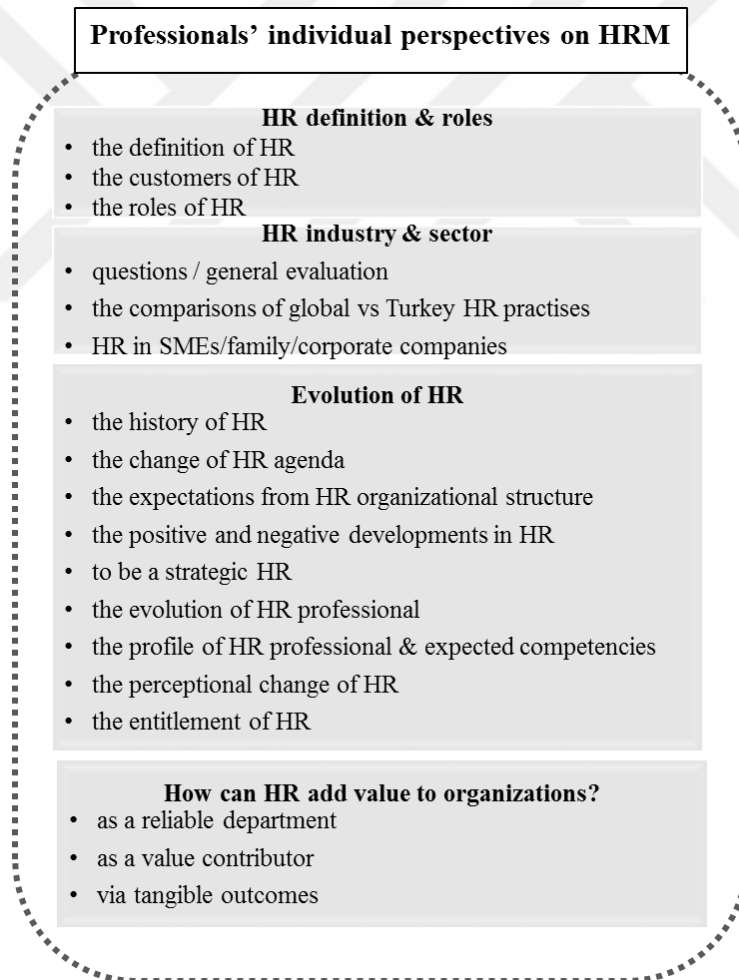 Professionals’ individual perspectives on HRM
HR definition & roles
• the definition of HR
• the customers of HR
• the roles of HR
HR industry & sector
• questions / general evaluation
• the comparisons of global vs Turkey HR practises
• HR in SMEs/family/corporate companies
Evolution of HR
• the history of HR
• the change of HR agenda
• the expectations from HR organizational structure
• the positive and negative developments in HR
• to be a strategic HR
• the evolution of HR professional
• the profile of HR professional & expected competencies
• the perceptional change of HR
• the entitlement of HR
How can HR add value to organizations?
• as a reliable department
• as a value contributor
• via tangible outcomes